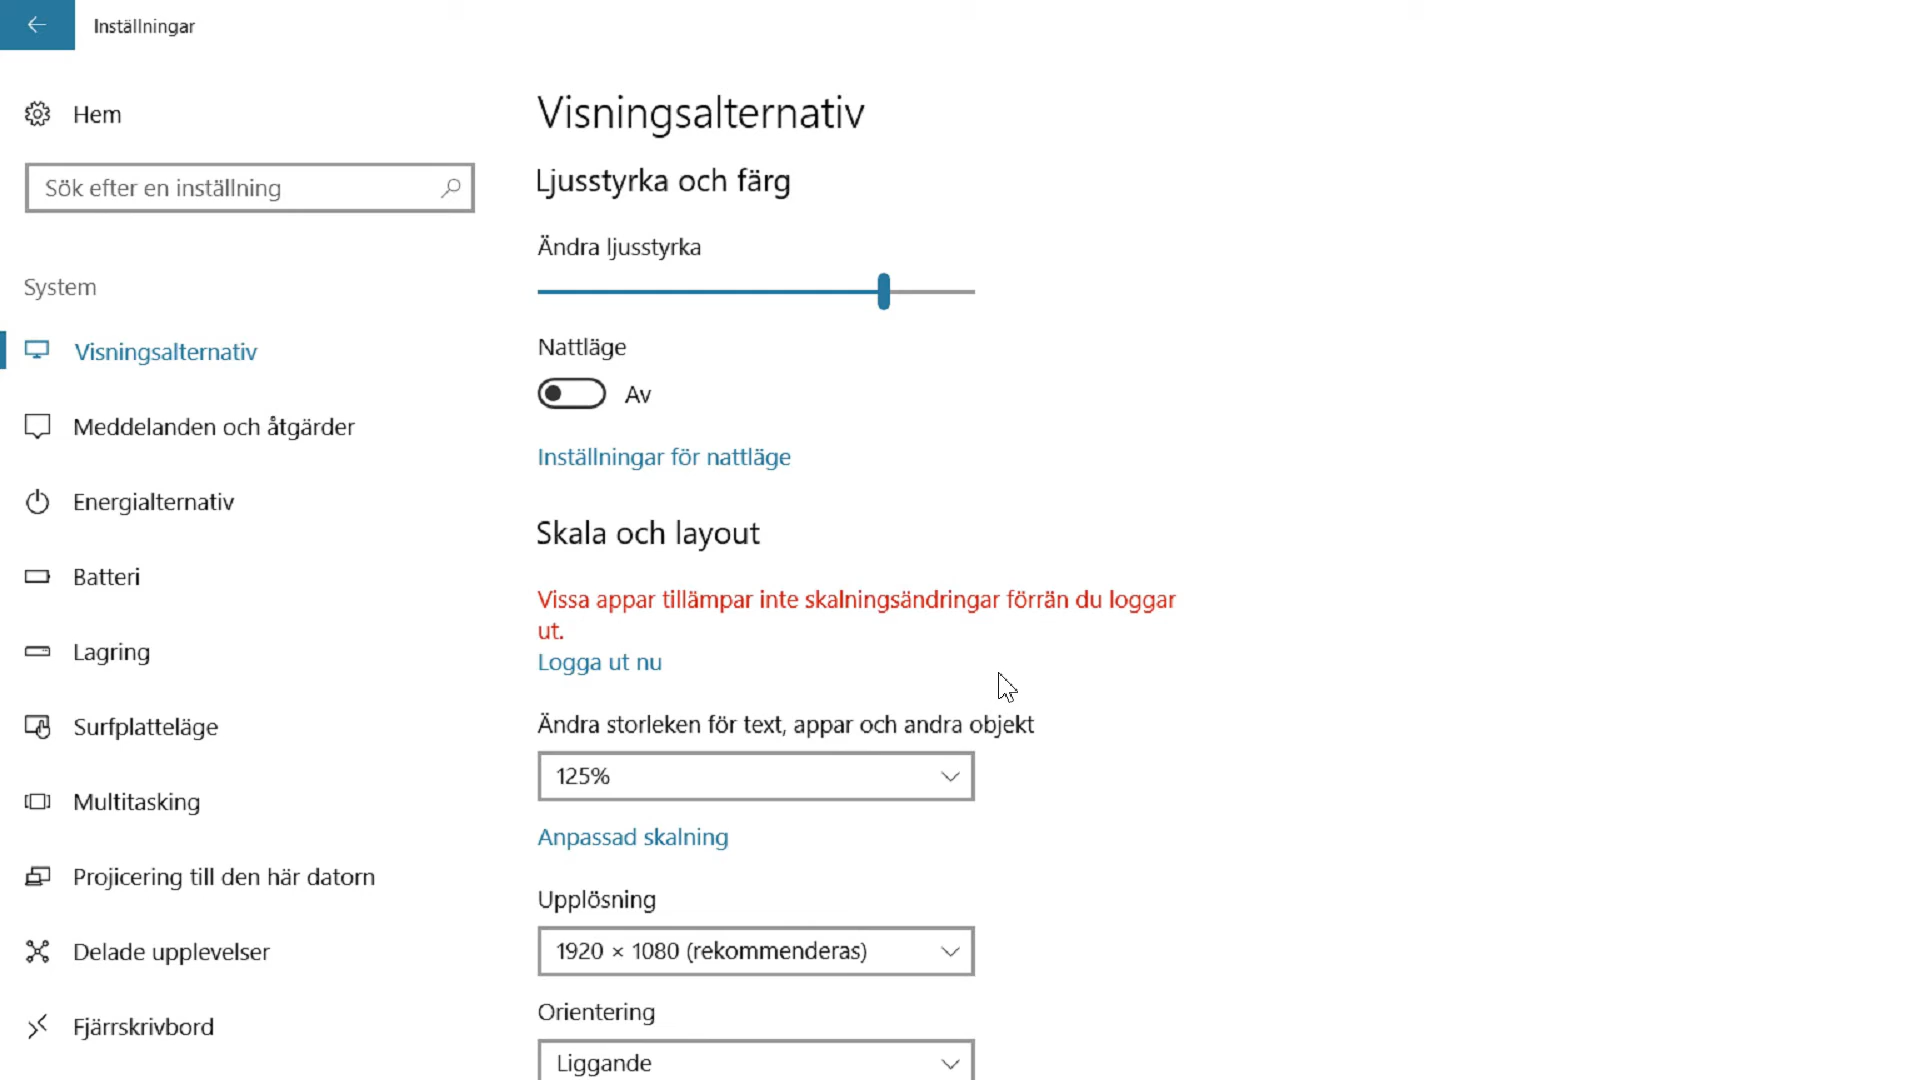 Inställningar
Hem
Sök efter en inställning
System
Visningsalternativ
Meddelanden och åtgärder
Energialternativ
Batteri
Lagring
Surfplatteläge
Multitasking
Projicering till den här datorn
Delade upplevelser
Fjärrskrivbord
Visningsalternativ
Ljusstyrka och färg
Ändra ljusstyrka
Nattläge
Av
Inställningar för nattläge
Skala och layout
Vissa appar tillämpar inte skalningsändringar förrän du loggar
ut.
Logga ut nu
Ändra storleken för text, appar och andra objekt
125%
Anpassad skalning
Upplösning
1920 × 1080 (rekommenderas)
Orientering
Liggande